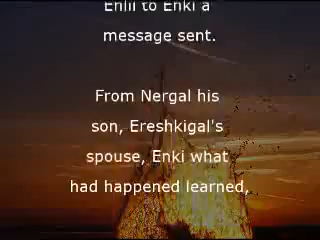 Enlil to Enki a
message sent.
From Nergal his
son, Ereshkigal's
spouse, Enki what
had happened learned,